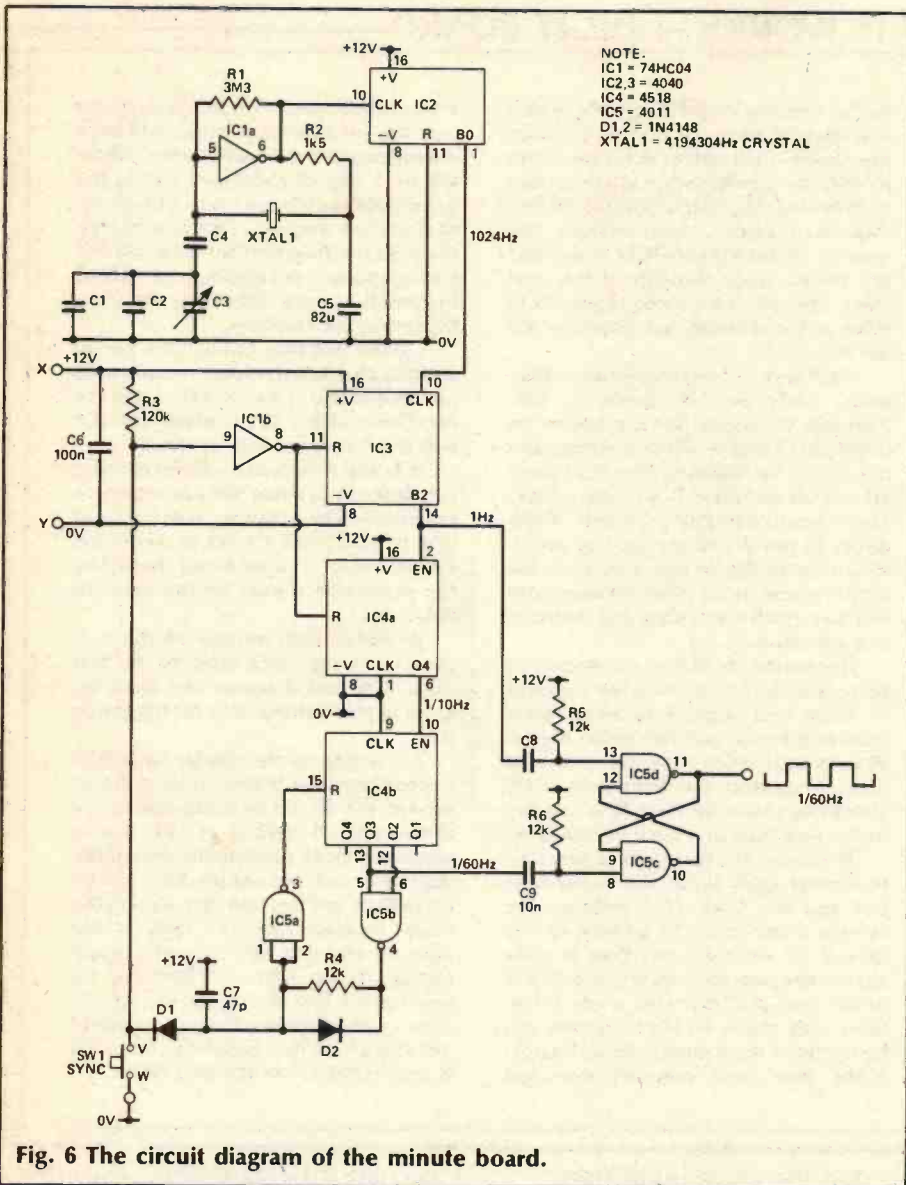 +12V
16
+V
10 CLK IC2
-V R B0
8 11 1
R1
3M3
IC1a
5 6
R2
1k5
C4
XTAL1
1024Hz
C1 C2 C3
C5
82u
0V
NOTE.
IC1 = 74HC04
IC2,3 = 4040
IC4 = 4518
IC5 = 4011
D1,2 = 1N4148
XTAL1 = 4194304Hz CRYSTAL
X +12V
R3
120k
IC1b
9 8 11
C6
100n
16 10
+V CLK
R IC3
-V B2
8 14
Y 0V
1Hz
+12V
16 2
+V EN
IC4a
R
-V CLK Q4
8 1 6
0V
1/10Hz
9 10
CLK EN
15 R IC4b
Q4 Q3 Q2 Q1
13 12
1/60Hz
5 6
IC5b
4
3
IC5a
1 2
R4
12k
+12V
C7
47p
D1
D2
SW1
SYNC
V
W
0V
+12V
R5
12k
C8
13
12 IC5d 11
R6
12k
C9
10n
9
8 IC5c 10
1/60Hz
Fig. 6 The circuit diagram of the minute board.